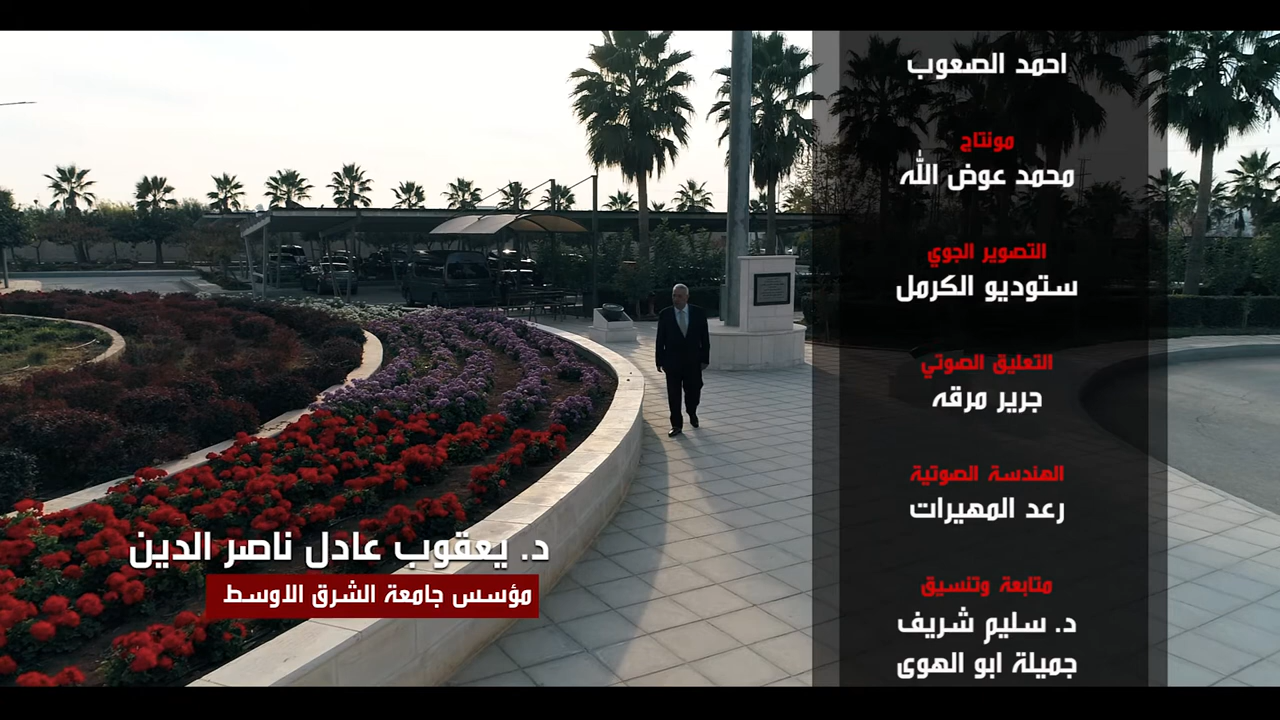 احمد الصعوب
مونتاج
محمد عوض الله
التصوير الجوي
ستوديو الكرمل
التعليق الصوتي
جرير مرقه
الهندسة الصوتية
رعد المهيرات
متابعة وتنسيق
د. سليم شريف
جميلة ابو الهوى
د. يعقوب عادل ناصر الدين
مؤسس جامعة الشرق الاوسط